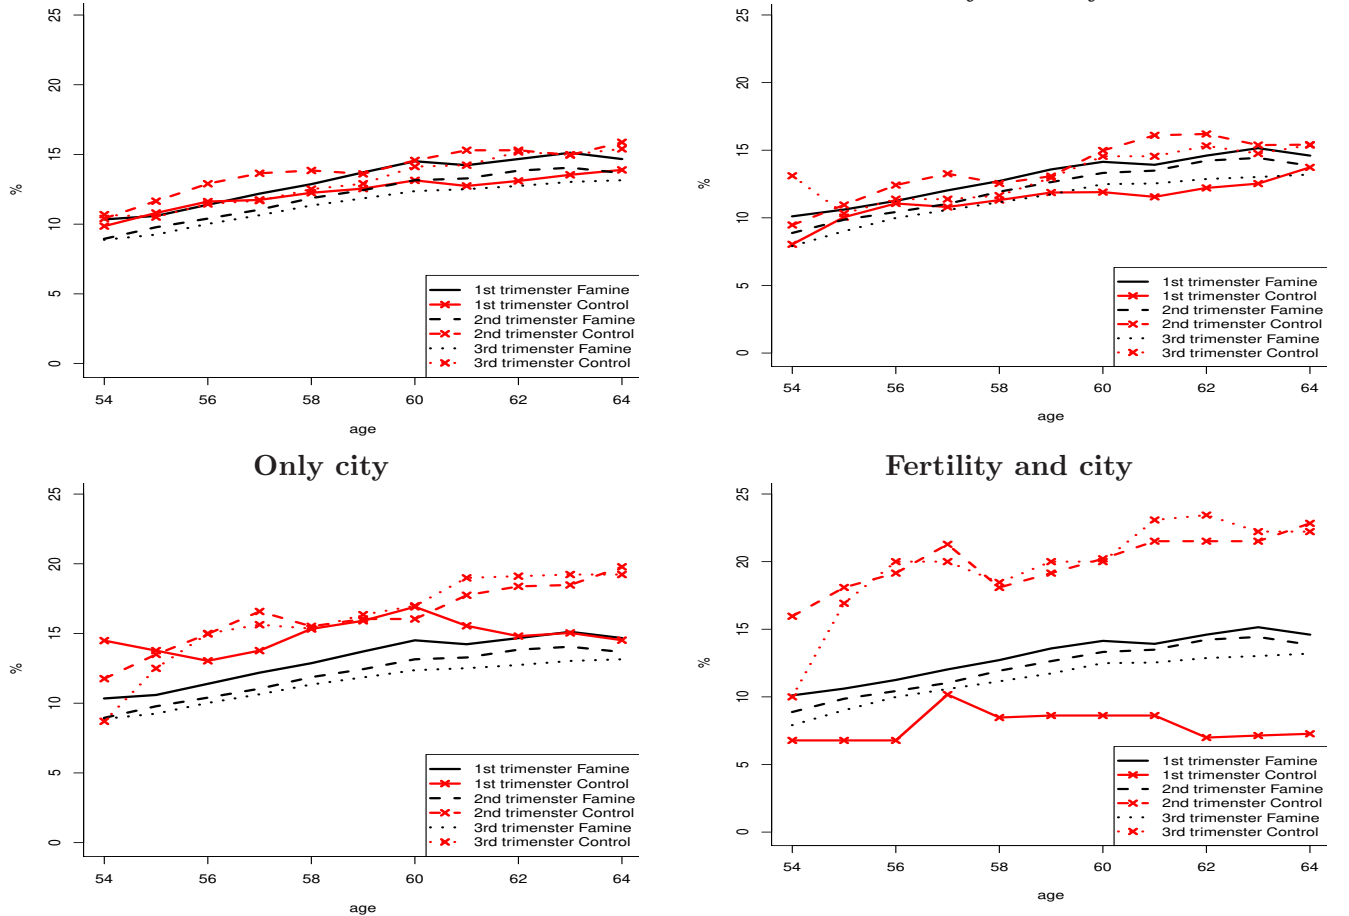 25
20
15
10
5
0
%
54 56 58 60 62 64
age
1st trimenster Famine
1st trimenster Control
2nd trimenster Famine
2nd trimenster Control
3rd trimenster Famine
3rd trimenster Control
25
20
15
10
5
0
%
54 56 58 60 62 64
age
1st trimenster Famine
1st trimenster Control
2nd trimenster Famine
2nd trimenster Control
3rd trimenster Famine
3rd trimenster Control
Only city
25
20
15
10
5
0
%
54 56 58 60 62 64
age
1st trimenster Famine
1st trimenster Control
2nd trimenster Famine
2nd trimenster Control
3rd trimenster Famine
3rd trimenster Control
Fertility and city
25
20
15
10
5
0
%
54 56 58 60 62 64
age
1st trimenster Famine
1st trimenster Control
2nd trimenster Famine
2nd trimenster Control
3rd trimenster Famine
3rd trimenster Control